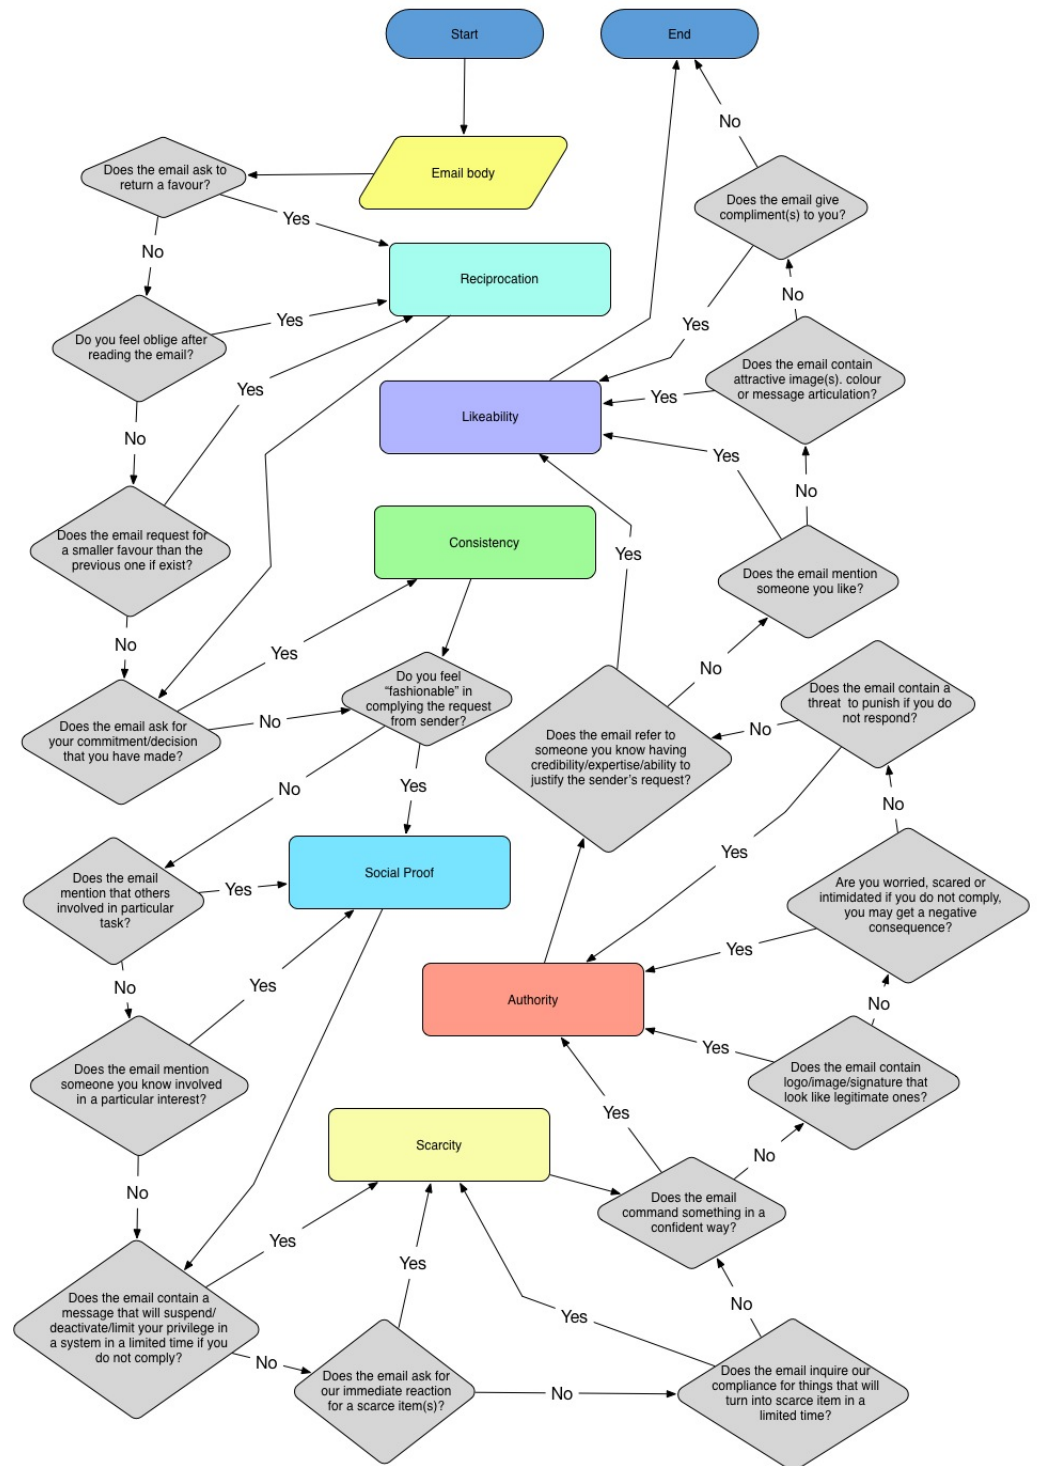 Start
End
Email body
Does the email ask to
return a favour?
Yes
No
Reciprocation
Do you feel oblige after
reading the email?
Yes
No
Yes
Does the email request for
a smaller favour than the
previous one if exist?
No
Does the email ask for
your commitment/decision
that you have made?
Yes
No
Consistency
Do you feel
“fashionable” in
complying the request
from sender?
No
Yes
Social Proof
Does the email
mention that others
involved in particular
task?
Yes
No
Does the email mention
someone you know involved
in a particular interest?
Yes
No
Does the email contain a
message that will suspend/
deactivate/limit your privilege in
a system in a limited time if you
do not comply?
Yes
No
Scarcity
Does the email ask for
our immediate reaction
for a scarce item(s)?
Yes
No
Does the email inquire our
compliance for things that will
turn into scarce item in a
limited time?
Yes
No
Does the email
command something in a
confident way?
Yes
No
Authority
Does the email contain
logo/image/signature that
look like legitimate ones?
Yes
No
Are you worried, scared or
intimidated if you do not comply,
you may get a negative
consequence?
Yes
No
Does the email contain a
threat to punish if you do
not respond?
Yes
No
Does the email refer to
someone you know having
credibility/expertise/ability to
justify the sender’s request?
Yes
No
Likeability
Does the email mention
someone you like?
Yes
No
Does the email contain
attractive image(s). colour
or message articulation?
Yes
No
Does the email give
compliment(s) to you?
Yes
No